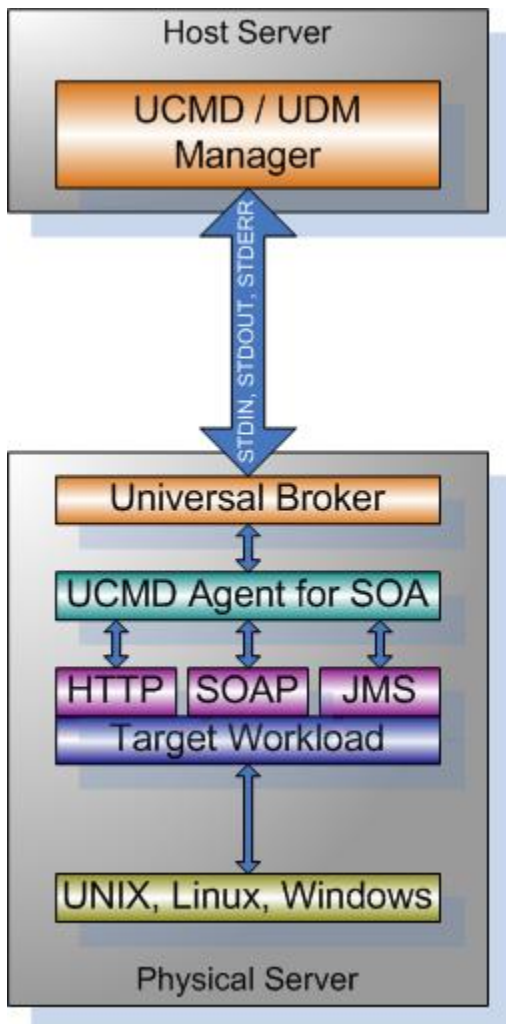 Host Server
UCMD / UDM
Manager
STDIN, STDOUT, STDERR
Universal Broker
UCMD Agent for SOA
HTTP SOAP JMS
Target Workload
UNIX, Linux, Windows
Physical Server